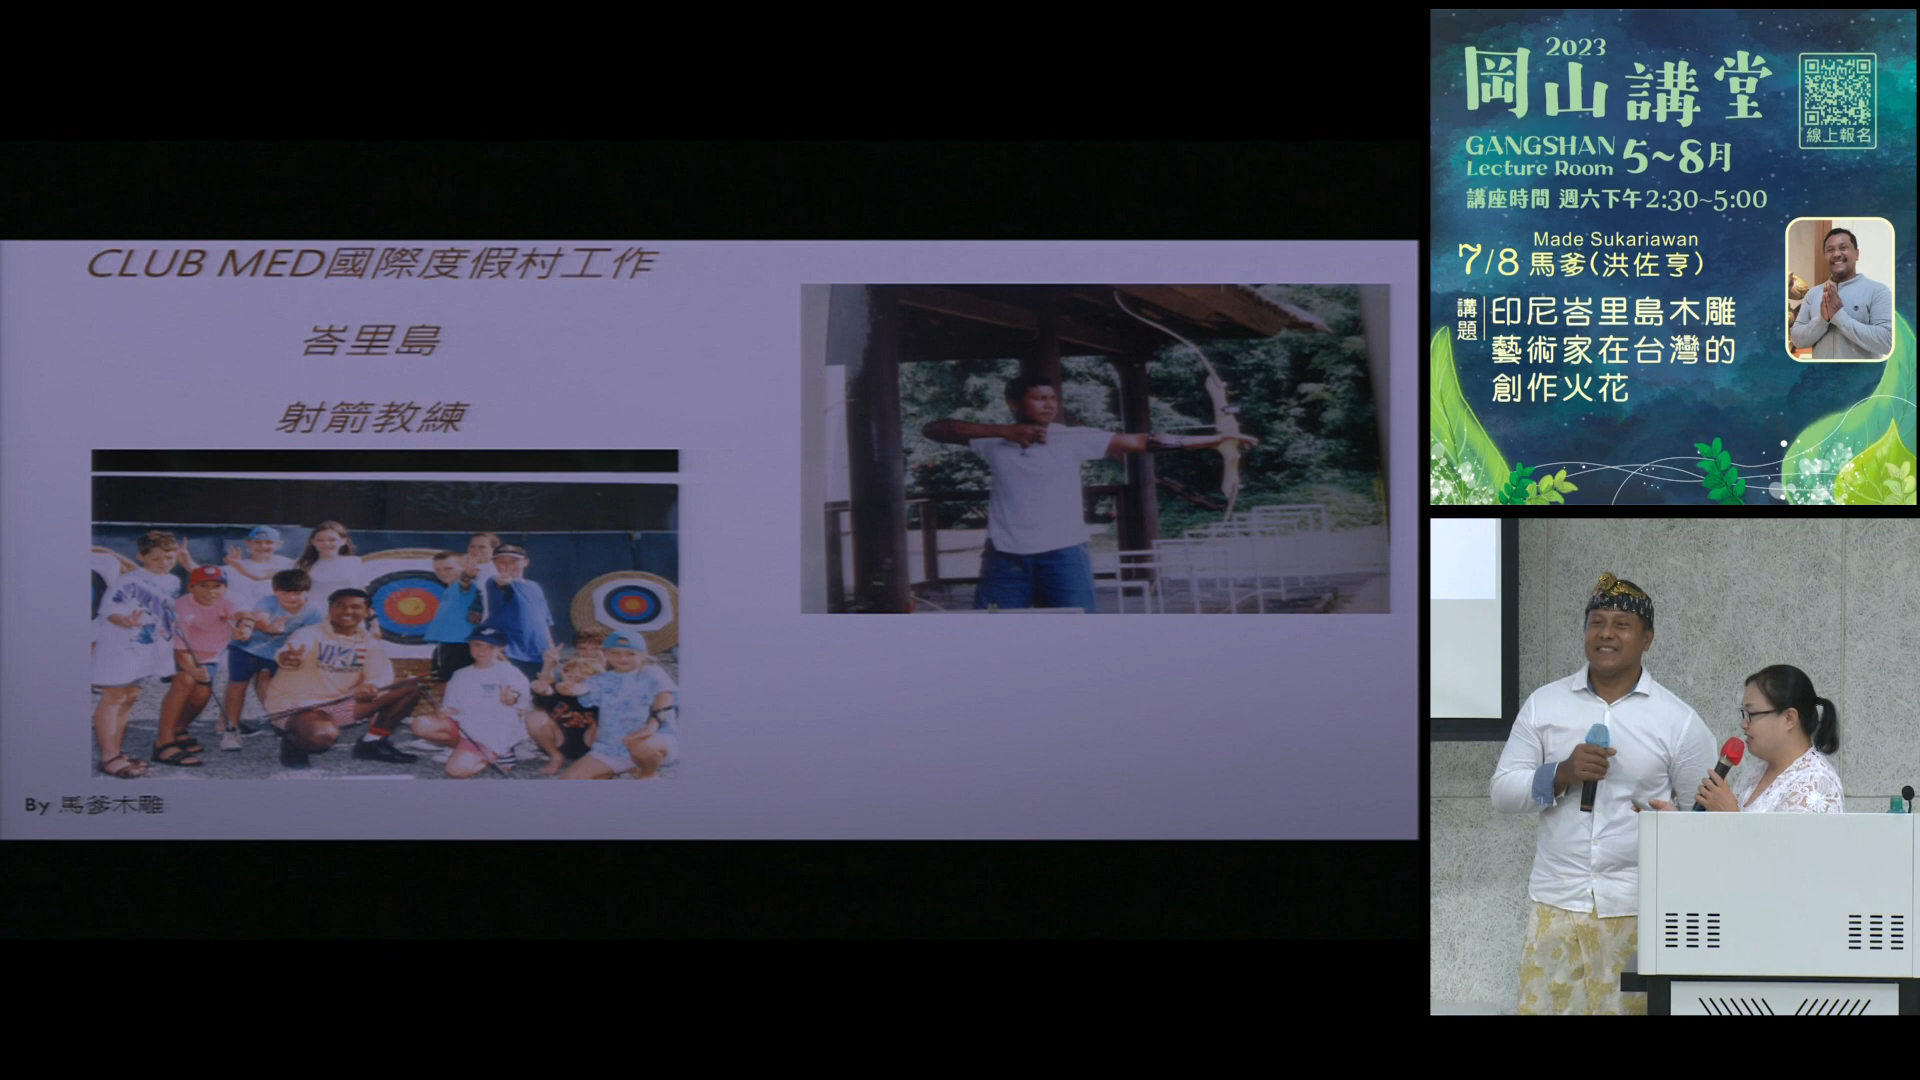 CLUB MED國際度假村工作
峇里島
射箭教練
NIKE
By 馬爹木雕
2023
岡山講堂
線上報名
GANGSHAN
Lecture Room
5~8月
講座時間 週六下午2:30~5:00
Made Sukariawan
7/8 馬爹(洪佐亨)
講題
印尼峇里島木雕
藝術家在台灣的
創作火花